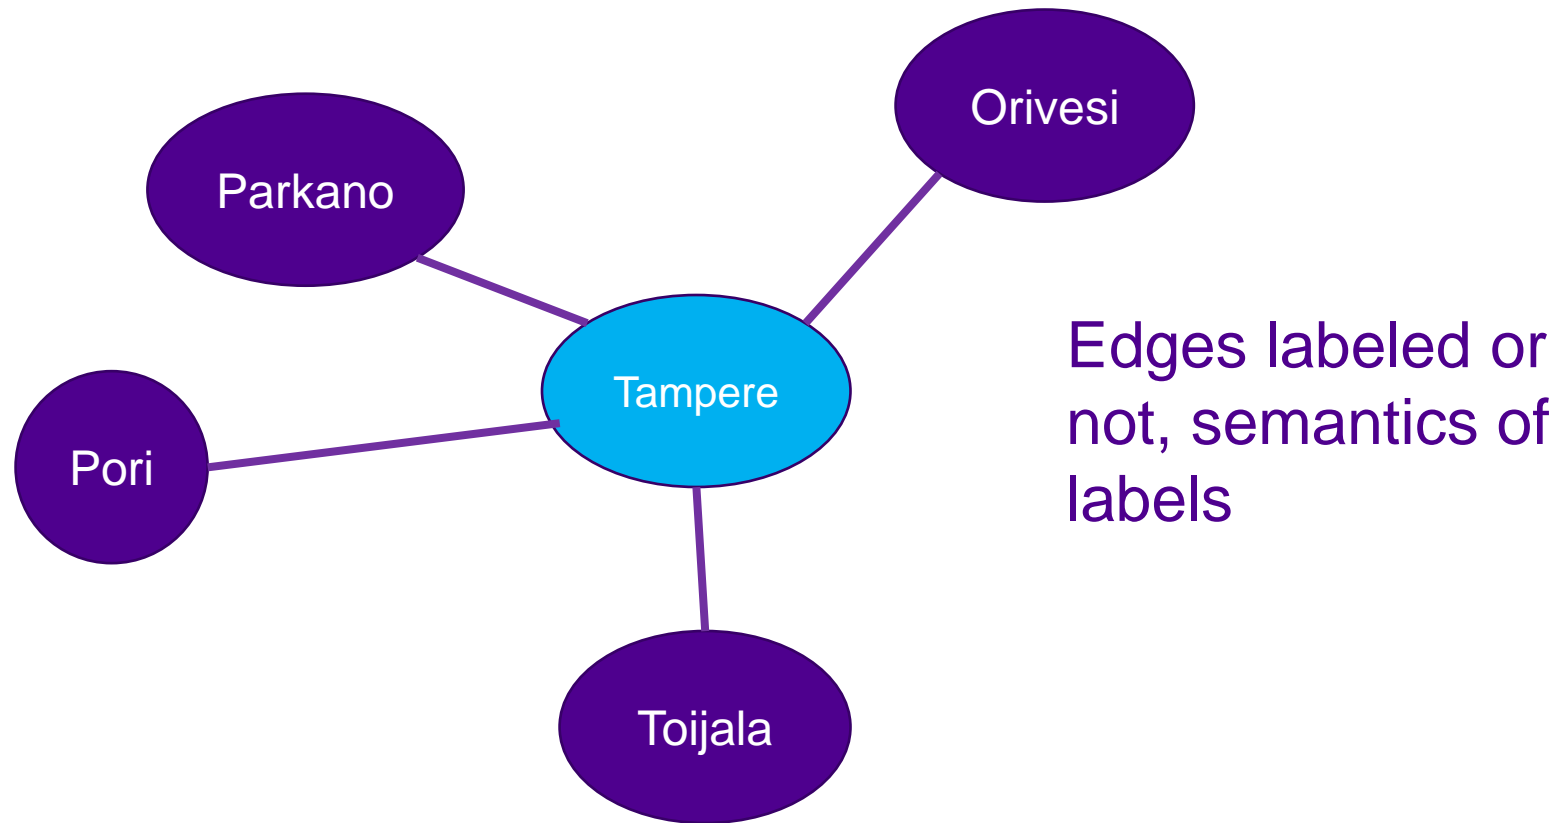 Orivesi
Parkano
Tampere
Pori
Toijala
Edges labeled or
not, semantics of
labels